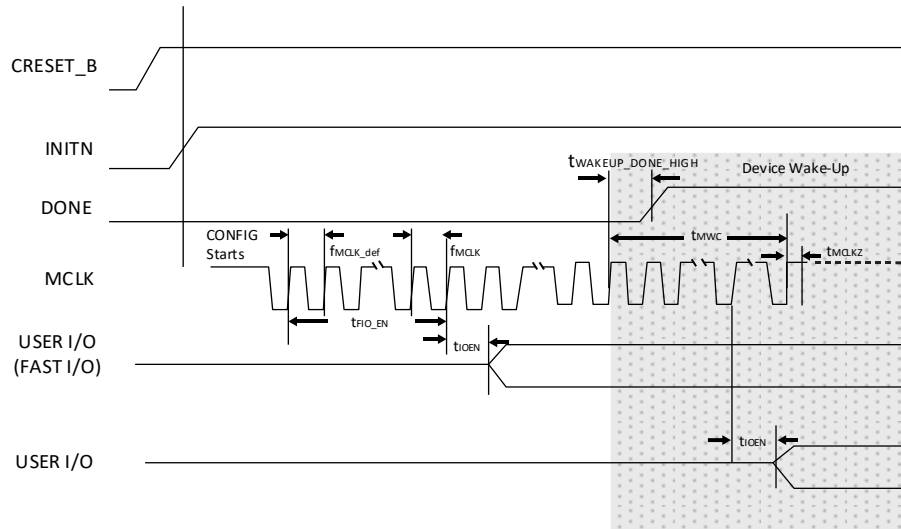 CRESET_B
INITN
tWAKEUP_DONE_HIGH
Device Wake-Up
DONE
CONFIG
Starts
fMCLK_def
fMCLK
tMWC
tMCLKZ
MCLK
tFIO_EN
USER I/O
(FAST I/O)
tIOEN
tIOEN
USER I/O